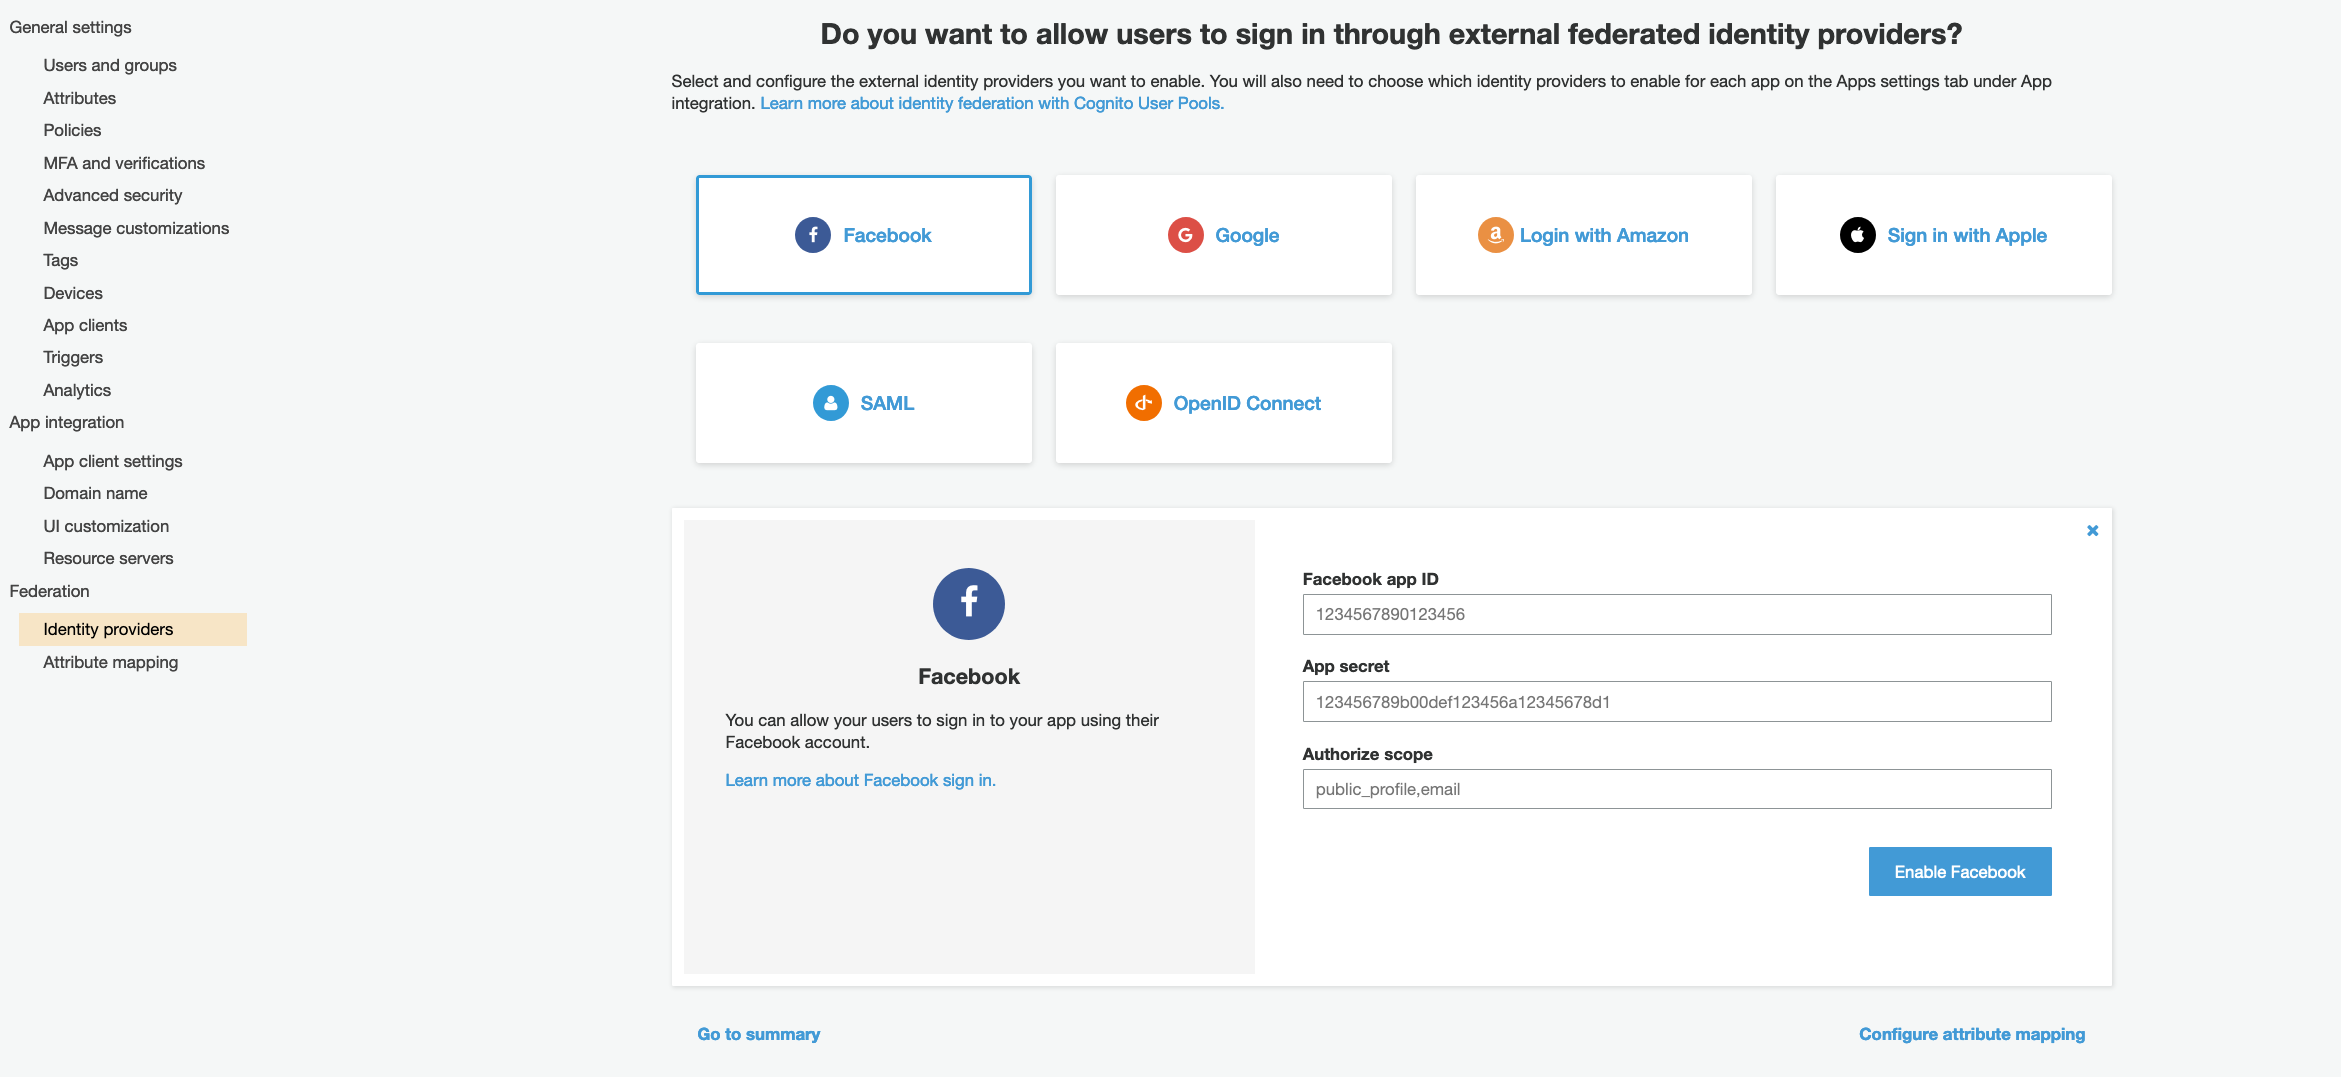 General settings
Users and groups
Attributes
Policies
MFA and verifications
Advanced security
Message customizations
Tags
Devices
App clients
Triggers
Analytics
App integration
App client settings
Domain name
UI customization
Resource servers
Federation
Identity providers
Attribute mapping
Do you want to allow users to sign in through external federated identity providers?
Select and configure the external identity providers you want to enable. You will also need to choose which identity providers to enable for each app on the Apps settings tab under App
integration. Learn more about identity federation with Cognito User Pools.
Facebook
Google
Login with Amazon
Sign in with Apple
SAML
OpenID Connect
Facebook
You can allow your users to sign in to your app using their
Facebook account.
Learn more about Facebook sign in.
Facebook app ID
1234567890123456
App secret
123456789b00def123456a12345678d1
Authorize scope
public_profile,email
Enable Facebook
Go to summary
Configure attribute mapping